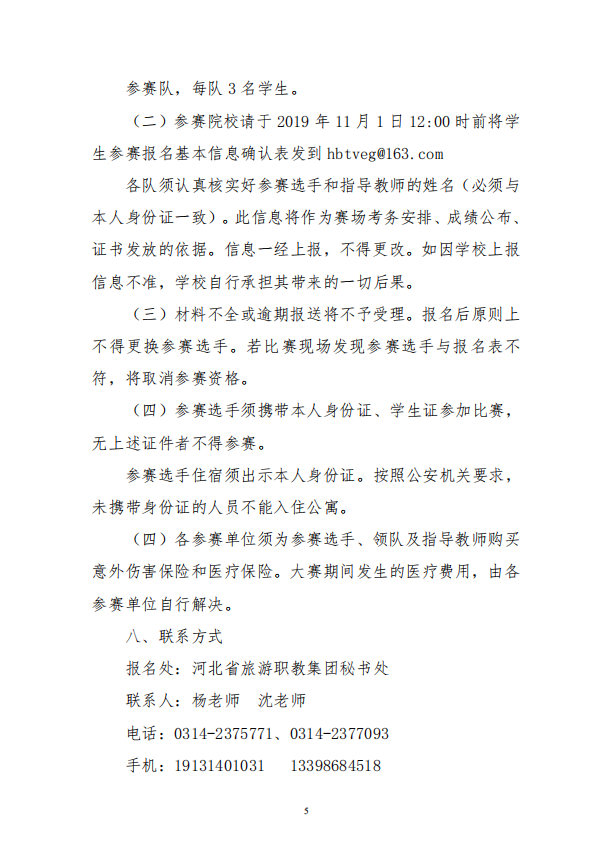 参赛队，每队 3 名学生。
（二）参赛院校请于 2019 年 11 月 1 日 12:00 时前将学
生参赛报名基本信息确认表发到 hbtveg@163.com
各队须认真核实好参赛选手和指导教师的姓名（必须与
本人身份证一致）。此信息将作为赛场考务安排、成绩公布、
证书发放的依据。信息一经上报，不得更改。如因学校上报
信息不准，学校自行承担其带来的一切后果。
（三）材料不全或逾期报送将不予受理。报名后原则上
不得更换参赛选手。若比赛现场发现参赛选手与报名表不
符，将取消参赛资格。
（四）参赛选手须携带本人身份证、学生证参加比赛，
无上述证件者不得参赛。
参赛选手住宿须出示本人身份证。按照公安机关要求，
未携带身份证的人员不能入住公寓。
（四）各参赛单位须为参赛选手、领队及指导教师购买
意外伤害保险和医疗保险。大赛期间发生的医疗费用，由各
参赛单位自行解决。
八、联系方式
报名处：河北省旅游职教集团秘书处
联系人：杨老师 沈老师
电话：0314-2375771、0314-2377093
手机：19131401031 13398684518
5